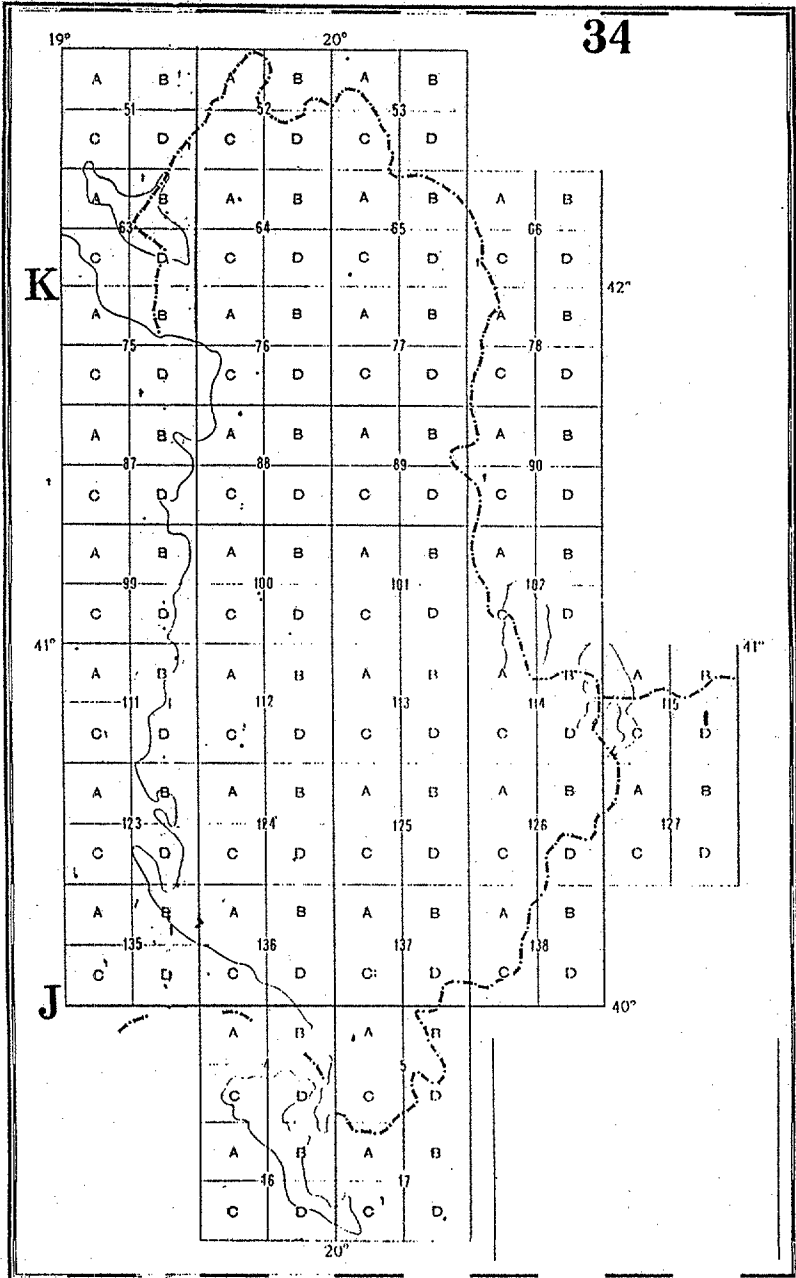 34
19° 20°
A B A B A B
51 52 53
C D C D C D
A B A B A B A B
63 64 65 66
C D C D C D C D
K 42°
A B A B A B A B
75 76 77 78
C D C D C D C D
A B A B A B A B
87 88 89 90
C D C D C D C D
A B A B A B A B
99 100 101 102
C D C D C D C D
41° 41°
A B A B A B A B A B
111 112 113 114 115
C D C D C D C D C D
A B A B A B A B A B
123 124 125 126 127
C D C D C D C D C D
A B A B A B A B
135 136 137 138
C D C D C D C D
J 40°
A B A B
4 5
C D C D
A B A B
16 17
C D C D
20°